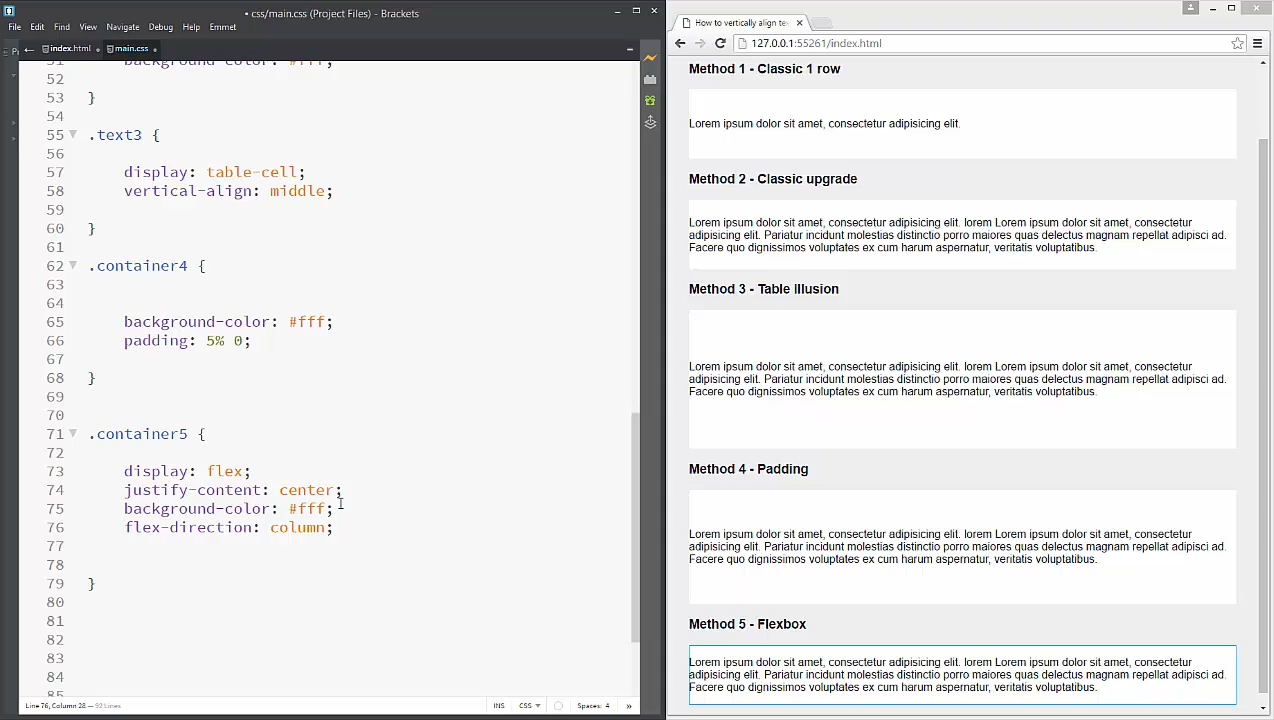 css/main.css (Project Files) - Brackets
File Edit Find View Navigate Debug Help Emmet
index.html main.css
51 background-color: #fff;
52
53 }
54
55 .text3 {
56
57 display: table-cell;
58 vertical-align: middle;
59
60 }
61
62 .container4 {
63
64
65 background-color: #fff;
66 padding: 5% 0;
67
68 }
69
70
71 .container5 {
72
73 display: flex;
74 justify-content: center;
75 background-color: #fff;
76 flex-direction: column;
77
78
79 }
80
81
82
83
84
85
Line 76, Column 28 — 92 Lines INS CSS Spaces: 4
How to vertically align te
127.0.0.1:55261/index.html
Method 1 - Classic 1 row
Lorem ipsum dolor sit amet, consectetur adipisicing elit.
Method 2 - Classic upgrade
Lorem ipsum dolor sit amet, consectetur adipisicing elit. lorem Lorem ipsum dolor sit amet, consectetur
adipisicing elit. Pariatur incidunt molestias distinctio porro maiores quas delectus magnam repellat adipisci ad.
Facere quo dignissimos voluptates ex cum harum aspernatur, veritatis voluptatibus.
Method 3 - Table Illusion
Lorem ipsum dolor sit amet, consectetur adipisicing elit. lorem Lorem ipsum dolor sit amet, consectetur
adipisicing elit. Pariatur incidunt molestias distinctio porro maiores quas delectus magnam repellat adipisci ad.
Facere quo dignissimos voluptates ex cum harum aspernatur, veritatis voluptatibus.
Method 4 - Padding
Lorem ipsum dolor sit amet, consectetur adipisicing elit. lorem Lorem ipsum dolor sit amet, consectetur
adipisicing elit. Pariatur incidunt molestias distinctio porro maiores quas delectus magnam repellat adipisci ad.
Facere quo dignissimos voluptates ex cum harum aspernatur, veritatis voluptatibus.
Method 5 - Flexbox
Lorem ipsum dolor sit amet, consectetur adipisicing elit. lorem Lorem ipsum dolor sit amet, consectetur
adipisicing elit. Pariatur incidunt molestias distinctio porro maiores quas delectus magnam repellat adipisci ad.
Facere quo dignissimos voluptates ex cum harum aspernatur, veritatis voluptatibus.